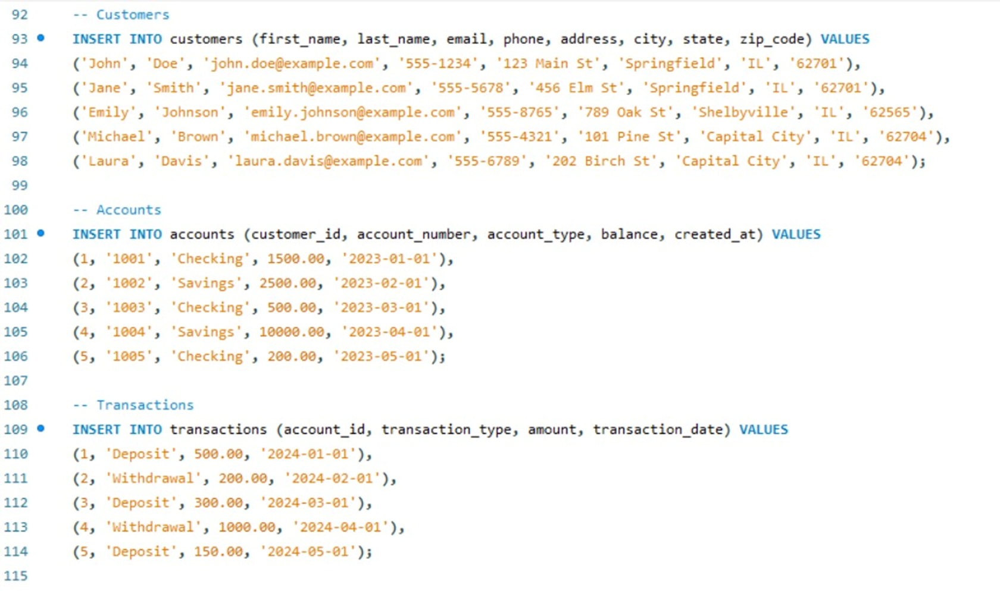 92 -- Customers
93 INSERT INTO customers (first_name, last_name, email, phone, address, city, state, zip_code) VALUES
94 ('John', 'Doe', 'john.doe@example.com', '555-1234', '123 Main St', 'Springfield', 'IL', '62701'),
95 ('Jane', 'Smith', 'jane.smith@example.com', '555-5678', '456 Elm St', 'Springfield', 'IL', '62701'),
96 ('Emily', 'Johnson', 'emily.johnson@example.com', '555-8765', '789 Oak St', 'Shelbyville', 'IL', '62565'),
97 ('Michael', 'Brown', 'michael.brown@example.com', '555-4321', '101 Pine St', 'Capital City', 'IL', '62704'),
98 ('Laura', 'Davis', 'laura.davis@example.com', '555-6789', '202 Birch St', 'Capital City', 'IL', '62704');
99
100 -- Accounts
101 INSERT INTO accounts (customer_id, account_number, account_type, balance, created_at) VALUES
102 (1, '1001', 'Checking', 1500.00, '2023-01-01'),
103 (2, '1002', 'Savings', 2500.00, '2023-02-01'),
104 (3, '1003', 'Checking', 500.00, '2023-03-01'),
105 (4, '1004', 'Savings', 10000.00, '2023-04-01'),
106 (5, '1005', 'Checking', 200.00, '2023-05-01');
107
108 -- Transactions
109 INSERT INTO transactions (account_id, transaction_type, amount, transaction_date) VALUES
110 (1, 'Deposit', 500.00, '2024-01-01'),
111 (2, 'Withdrawal', 200.00, '2024-02-01'),
112 (3, 'Deposit', 300.00, '2024-03-01'),
113 (4, 'Withdrawal', 1000.00, '2024-04-01'),
114 (5, 'Deposit', 150.00, '2024-05-01');
115